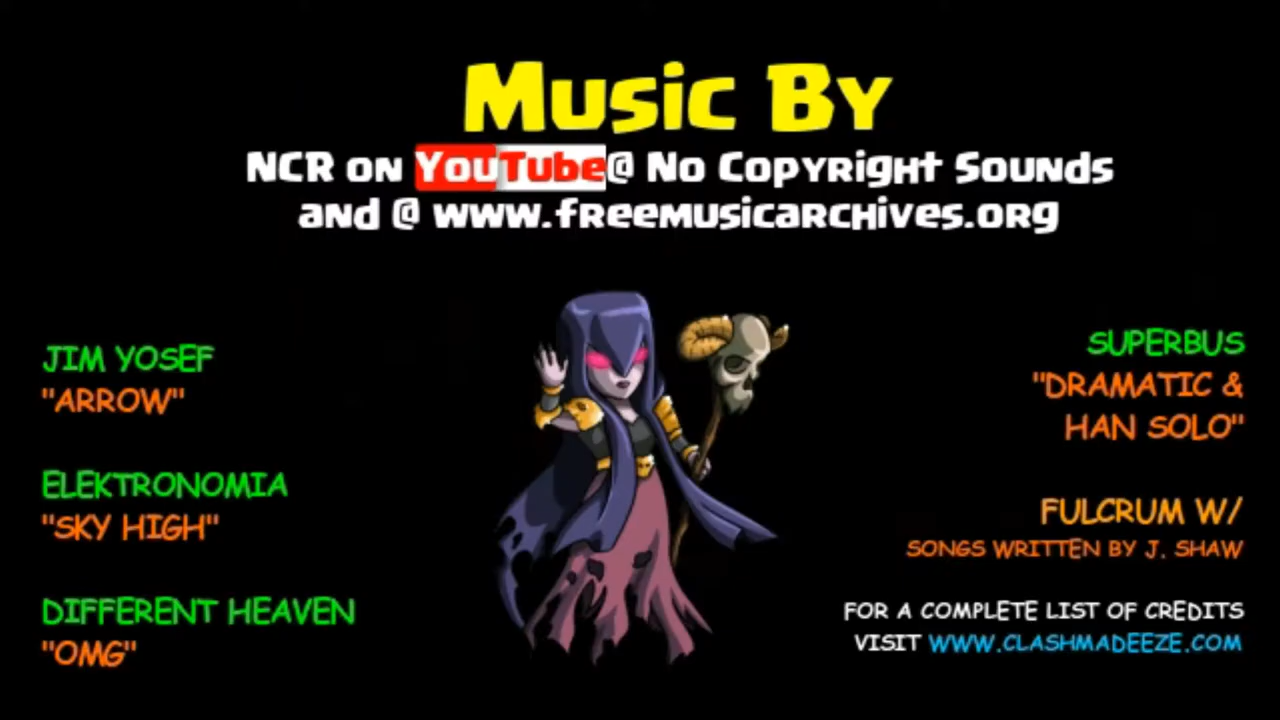 Music By
NCR on YouTube@ No Copyright Sounds
and @ www.freemusicarchives.org
JIM YOSEF
"ARROW"
ELEKTRONOMIA
"SKY HIGH"
DIFFERENT HEAVEN
"OMG"
SUPERBUS
"DRAMATIC &
HAN SOLO"
FULCRUM W/
SONGS WRITTEN BY J. SHAW
FOR A COMPLETE LIST OF CREDITS
VISIT WWW.CLASHMADEEZE.COM